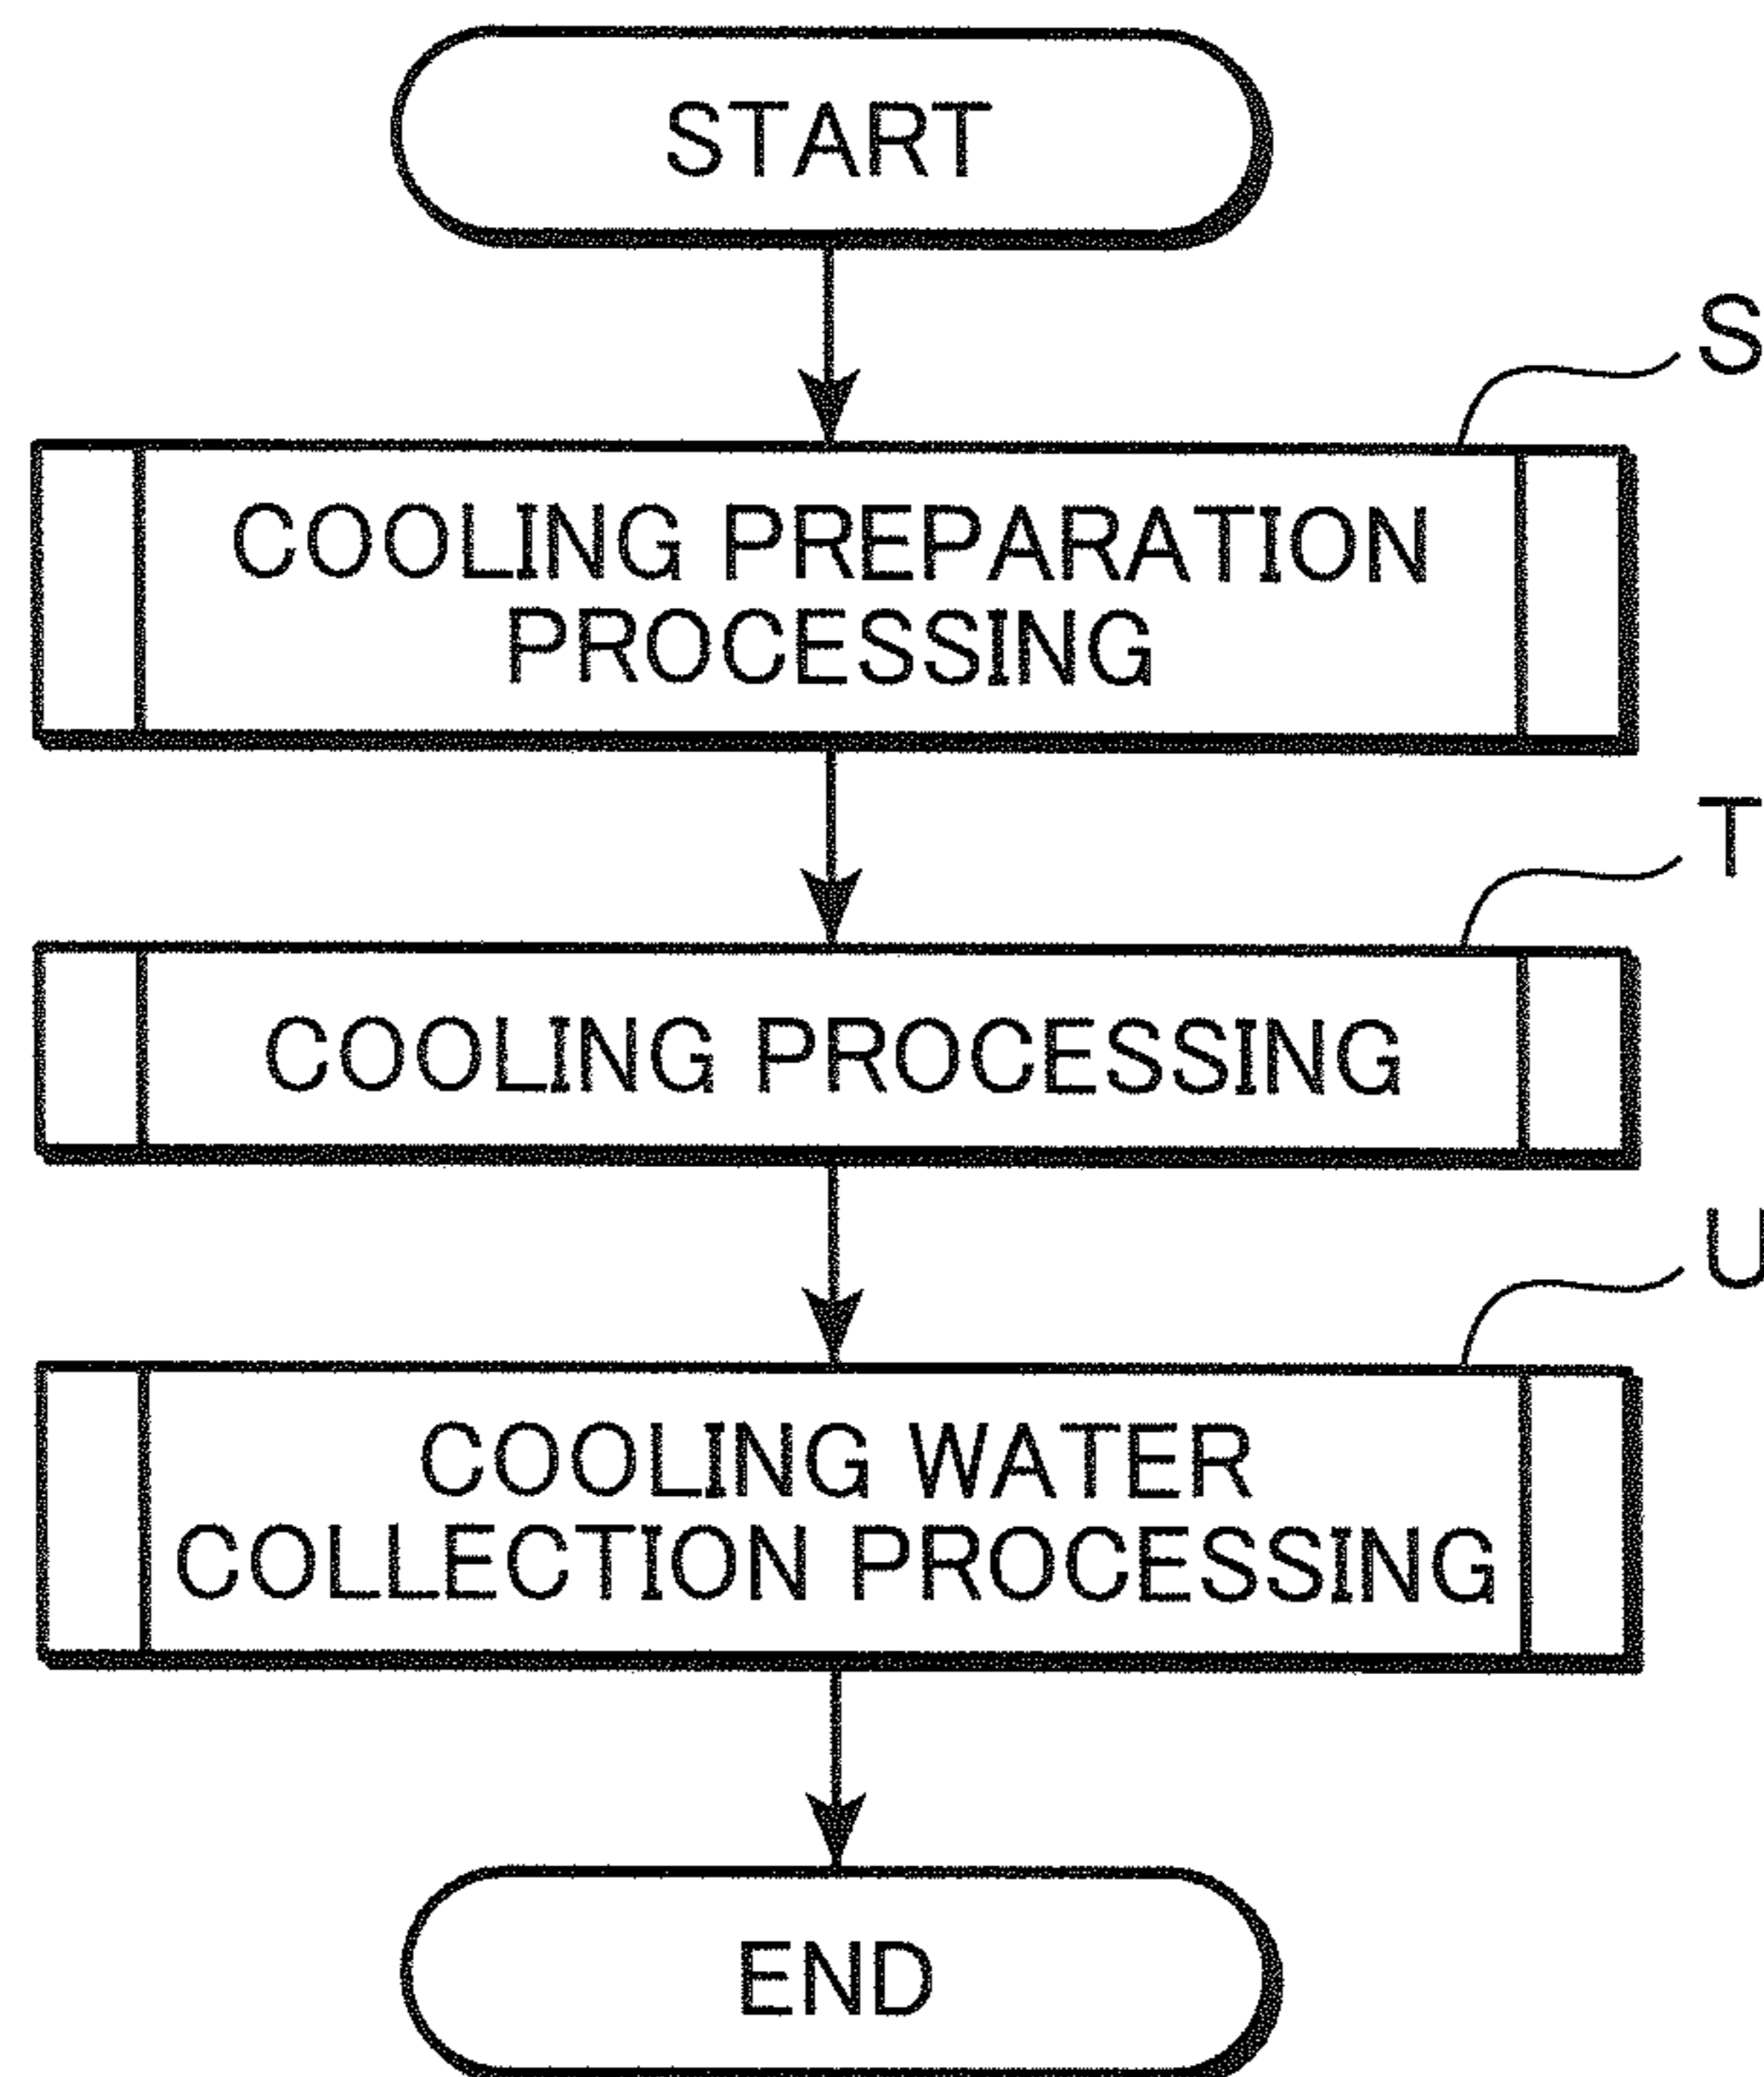 START
S
COOLING PREPARATION
PROCESSING
T
COOLING PROCESSING
U
COOLING WATER
COLLECTION PROCESSING
END